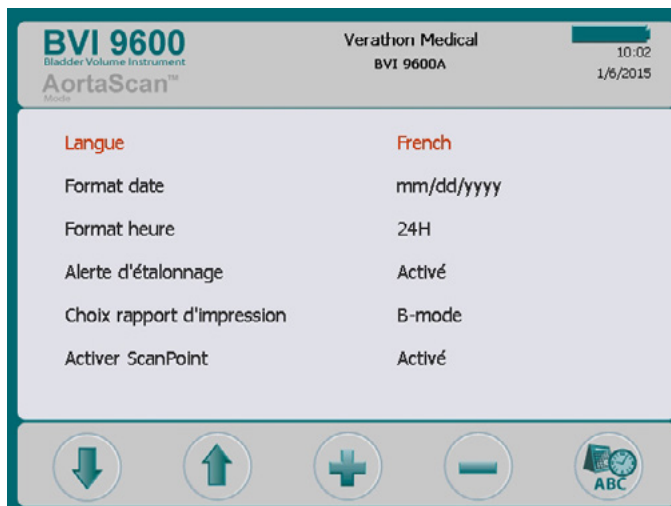 BVI 9600
Bladder Volume Instrument
AortaScan™
Mode
Verathon Medical
BVI 9600A
10:02
1/6/2015
Langue French
Format date mm/dd/yyyy
Format heure 24H
Alerte d'étalonnage Activé
Choix rapport d'impression B-mode
Activer ScanPoint Activé
ABC